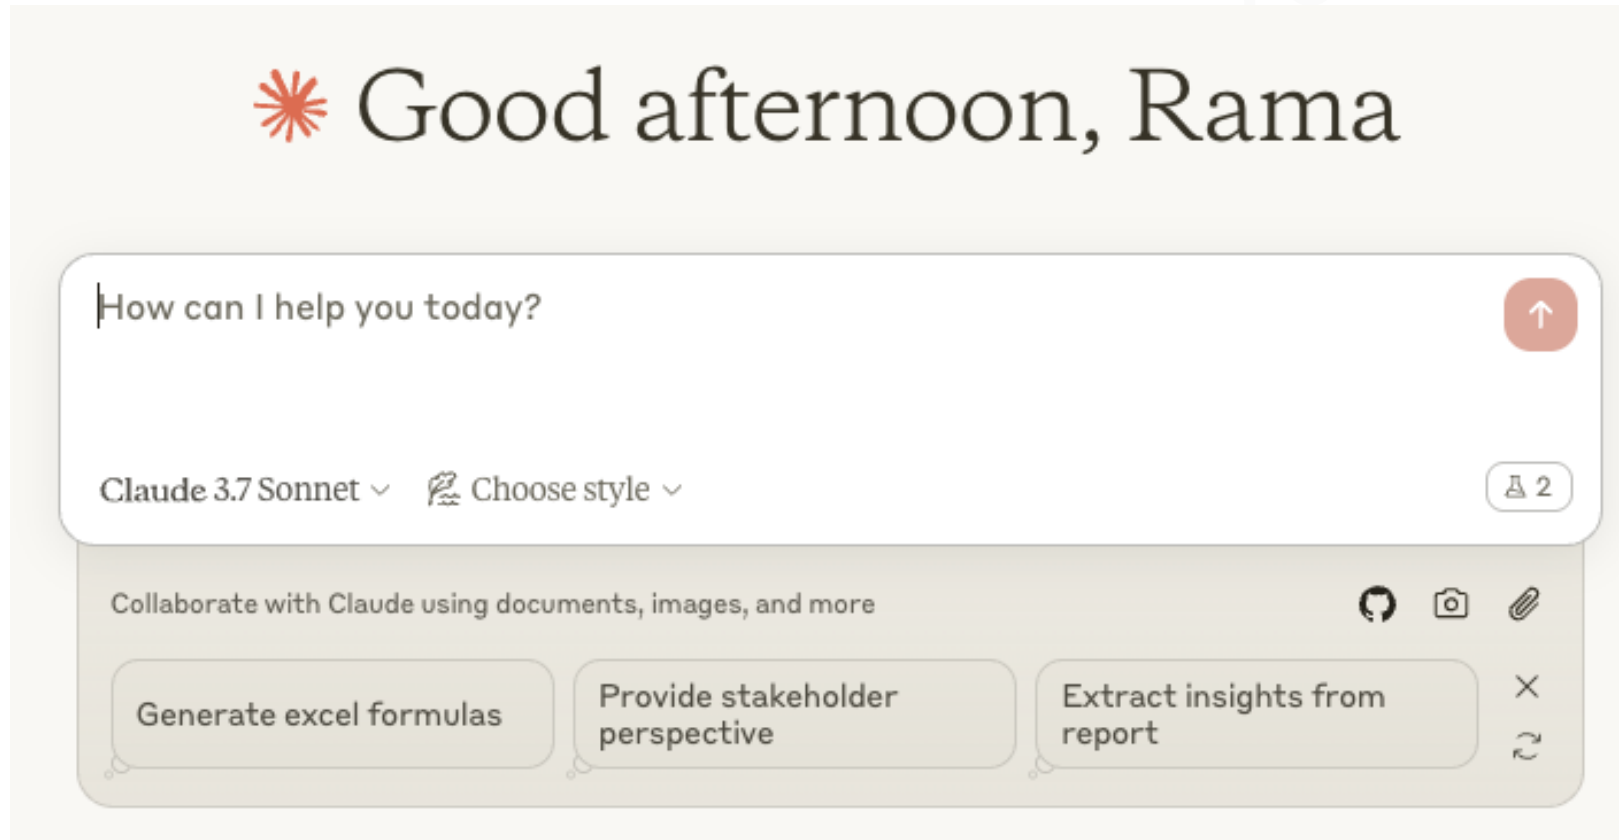 Good afternoon, Rama
How can I help you today?
Claude 3.7 Sonnet
Choose style
2
Collaborate with Claude using documents, images, and more
Generate excel formulas
Provide stakeholder
perspective
Extract insights from
report